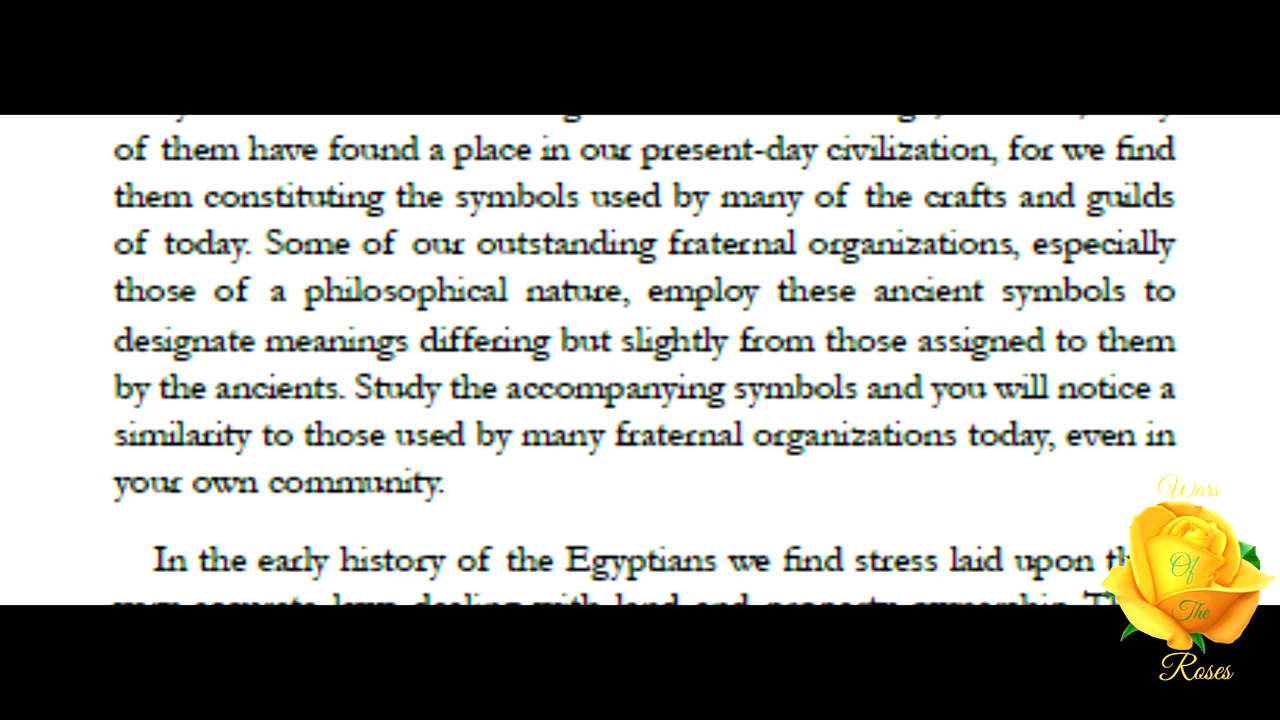 of them have found a place in our present-day civilization, for we find
them constituting the symbols used by many of the crafts and guilds
of today. Some of our outstanding fraternal organizations, especially
those of a philosophical nature, employ these ancient symbols to
designate meanings differing but slightly from those assigned to them
by the ancients. Study the accompanying symbols and you will notice a
similarity to those used by many fraternal organizations today, even in
your own community.
In the early history of the Egyptians we find stress laid upon
Wars
Of
The
Roses